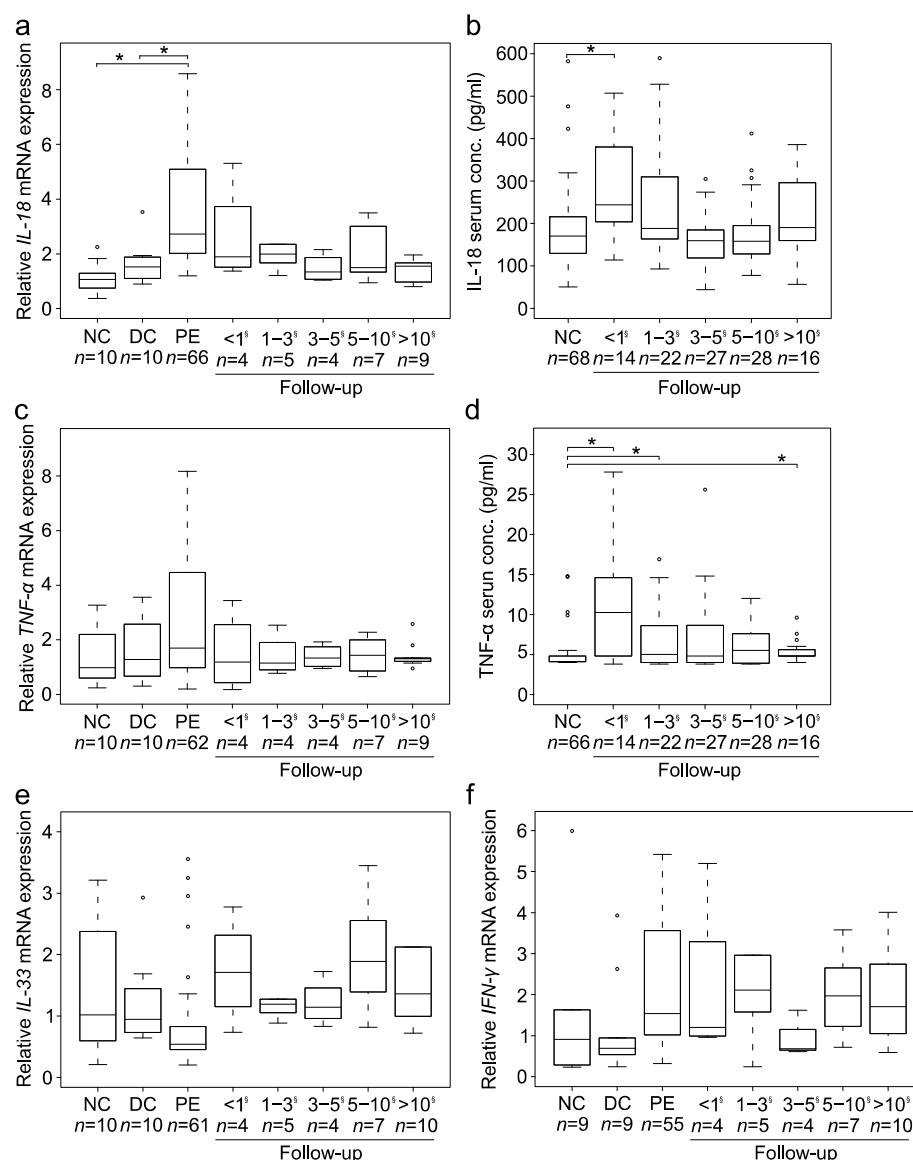 a
Relative IL-18 mRNA expression
8
6
4
2
0
* *
NC DC PE <1§ 1–3§ 3–5§ 5–10§ >10§
n=10 n=10 n=66 n=4 n=5 n=4 n=7 n=9
Follow-up
b
IL-18 serum conc. (pg/ml)
600
500
400
300
200
100
0
*
NC <1§ 1–3§ 3–5§ 5–10§ >10§
n=68 n=14 n=22 n=27 n=28 n=16
Follow-up
c
Relative TNF-α mRNA expression
8
6
4
2
0
NC DC PE <1§ 1–3§ 3–5§ 5–10§ >10§
n=10 n=10 n=62 n=4 n=4 n=4 n=7 n=9
Follow-up
d
TNF-α serun conc. (pg/ml)
30
25
20
15
10
5
0
*
*
*
NC <1§ 1–3§ 3–5§ 5–10§ >10§
n=66 n=14 n=22 n=27 n=28 n=16
Follow-up
e
Relative IL-33 mRNA expression
4
3
2
1
0
NC DC PE <1§ 1–3§ 3–5§ 5–10§ >10§
n=10 n=10 n=61 n=4 n=5 n=4 n=7 n=10
Follow-up
f
Relative IFN-γ mRNA expression
6
5
4
3
2
1
0
NC DC PE <1§ 1–3§ 3–5§ 5–10§ >10§
n=9 n=9 n=55 n=4 n=5 n=4 n=7 n=10
Follow-up